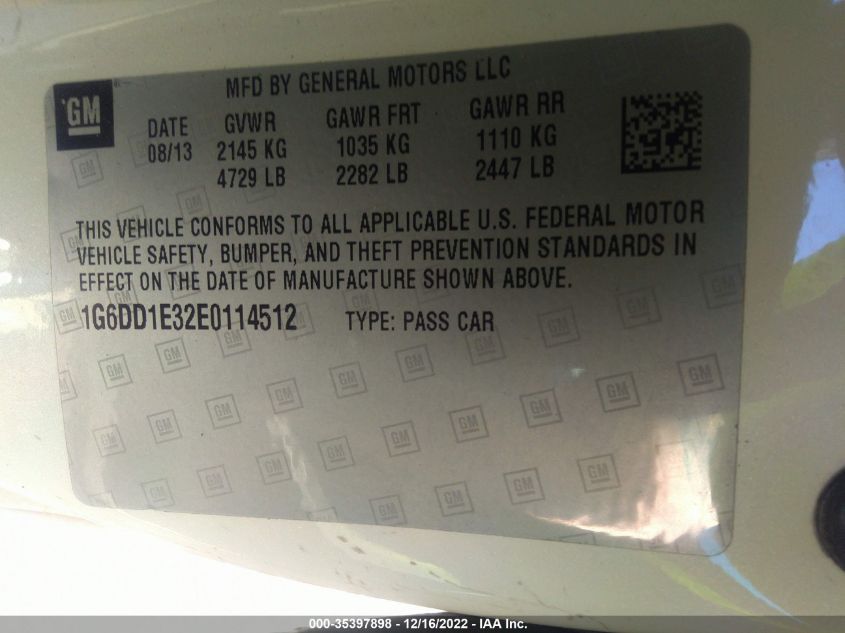 GM
MFD BY GENERAL MOTORS LLC
DATE GVWR GAWR FRT GAWR RR
08/13 2145 KG 1035 KG 1110 KG
4729 LB 2282 LB 2447 LB
THIS VEHICLE CONFORMS TO ALL APPLICABLE U.S. FEDERAL MOTOR
VEHICLE SAFETY, BUMPER, AND THEFT PREVENTION STANDARDS IN
EFFECT ON THE DATE OF MANUFACTURE SHOWN ABOVE.
1G6DD1E32E0114512 TYPE: PASS CAR
000-35397898 - 12/16/2022 - IAA Inc.